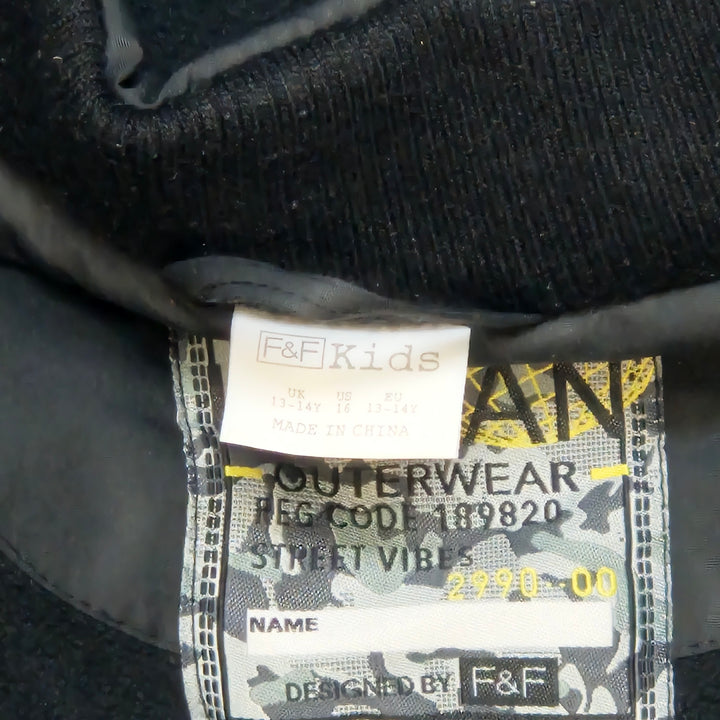 F&F Kids
UK US EU
13-14Y 16 13-14Y
MADE IN CHINA
OUTERWEAR
REG CODE 189820
STREET VIBES
2990--00
NAME
DESIGNED BY F&F